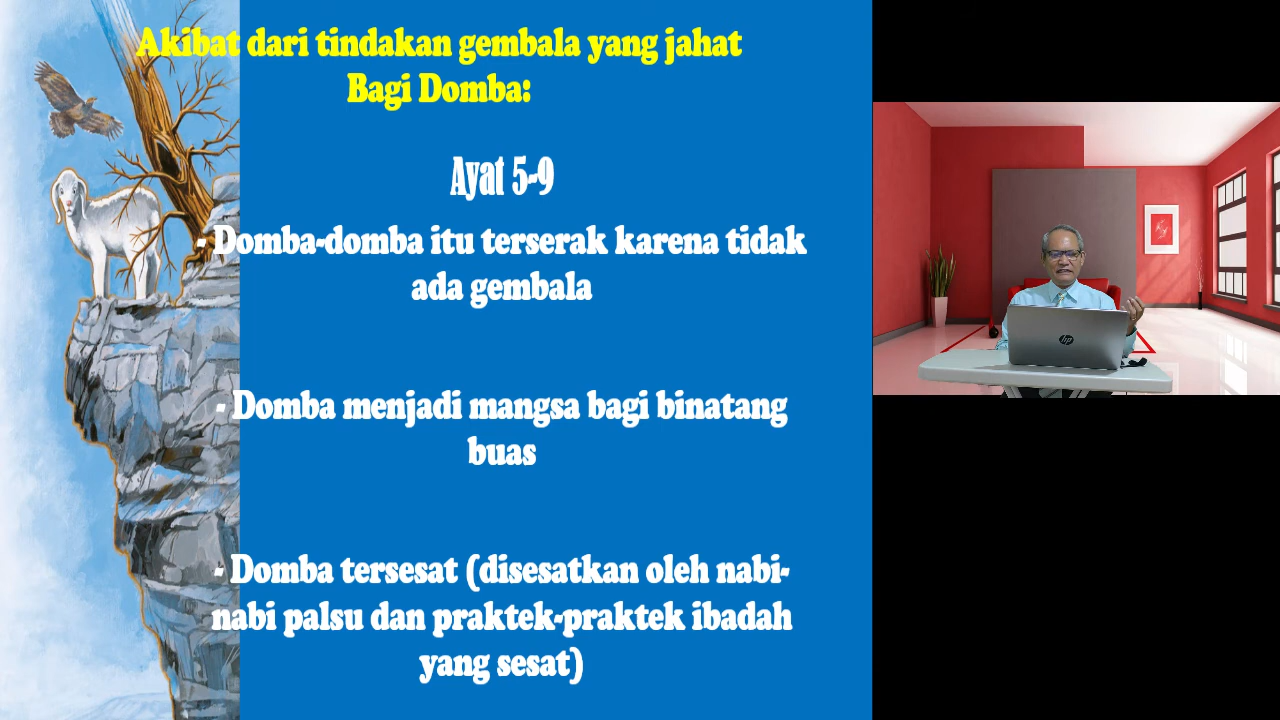 Akibat dari tindakan gembala yang jahat
Bagi Domba:
Ayat 5-9
- Domba-domba itu terserak karena tidak
ada gembala
- Domba menjadi mangsa bagi binatang
buas
- Domba tersesat (disesatkan oleh nabi-
nabi palsu dan praktek-praktek ibadah
yang sesat)
hp